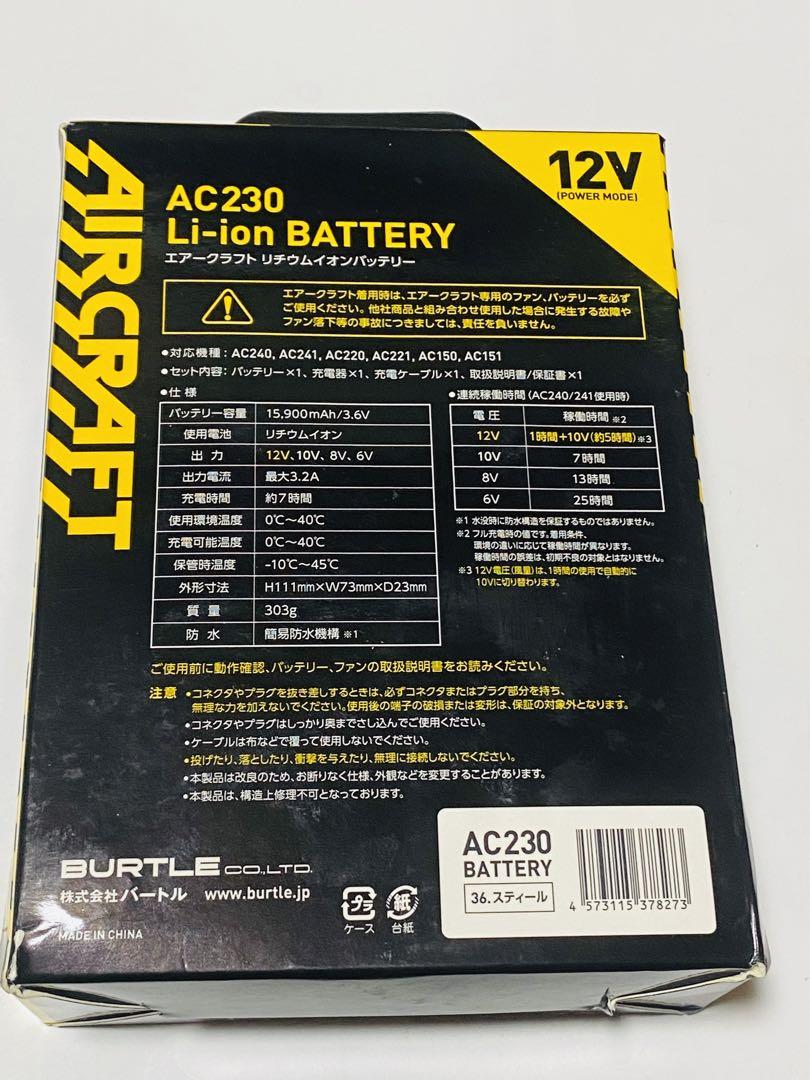 AIRCRAFT
12V
(POWER MODE)
AC230
Li-ion BATTERY
エアークラフト リチウムイオンバッテリー
エアークラフト着用時は、エアークラフト専用のファン、バッテリーを必ず
ご使用ください。他社商品と組み合わせ使用した場合に発生する故障や
ファン落下等の事故につきましては、責任を負いません。
●対応機種：AC240, AC241, AC220, AC221, AC150, AC151
●セット内容：バッテリー×1、充電器×1、充電ケーブル×1、取扱説明書/保証書×1
●仕様
バッテリー容量 15,900mAh/3.6V
使用電池 リチウムイオン
出力 12V、10V、8V、6V
出力電流 最大3.2A
充電時間 約7時間
使用環境温度 0℃〜40℃
充電可能温度 0℃〜40℃
保管時温度 -10℃〜45℃
外形寸法 H111mm×W73mm×D23mm
質量 303g
防水 簡易防水機構 ※1
●連続稼働時間（AC240/241使用時）
電圧 稼働時間 ※2
12V 1時間+10V(約5時間)※3
10V 7時間
8V 13時間
6V 25時間
※1 水没時に防水構造を保証するものではありません。
※2 フル充電時の値です。着用条件、
環境の違いに応じて稼働時間が異なります。
稼働時間の誤差は、初期不良の対象とはなりません。
※3 12V電圧(風量)は、1時間の使用で自動的に
10Vに切り替わります。
ご使用前に動作確認、バッテリー、ファンの取扱説明書をお読みください。
注意 ●コネクタやプラグを抜き差しするときは、必ずコネクタまたはプラグ部分を持ち、
無理な力を加えないでください。使用後の端子の破損または変形は、保証の対象外となります。
●コネクタやプラグはしっかり奥までさし込んでご使用ください。
●ケーブルは布などで覆って使用しないでください。
●投げたり、落としたり、衝撃を与えたり、無理に接続しないでください。
●本製品は改良のため、お断りなく仕様、外観などを変更することがあります。
●本製品は、構造上修理不可となっております。
BURTLE CO.,LTD.
株式会社バートル www.burtle.jp
MADE IN CHINA
プラ
ケース
紙
台紙
AC230
BATTERY
36.スティール
4 573115 378273